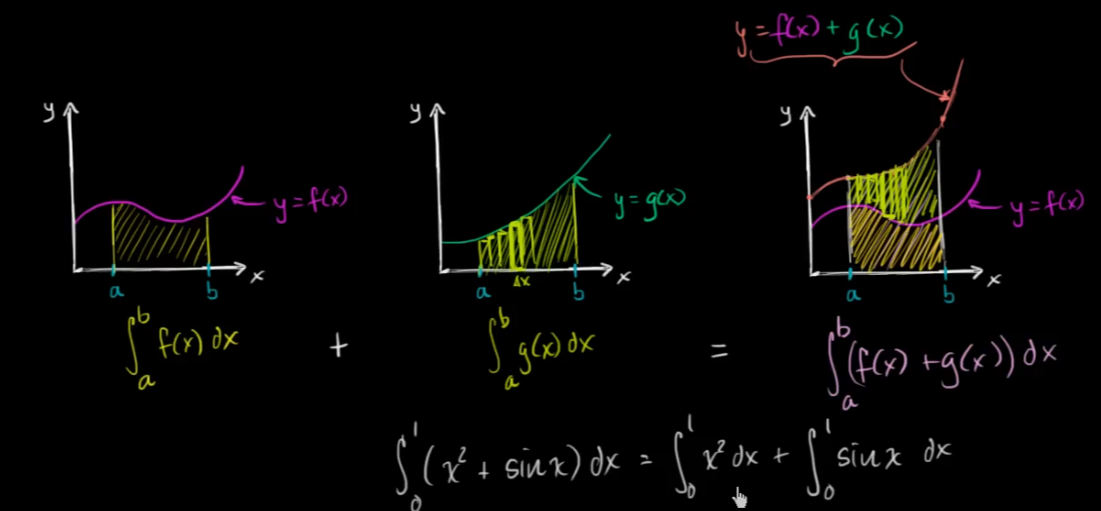 y = f(x) + g(x)
y
y = f(x)
x
a
b
y
y = g(x)
x
a
Δx
b
y
y = f(x)
x
a
b
∫_a^b f(x) dx + ∫_a^b g(x) dx = ∫_a^b (f(x) + g(x)) dx
∫_0^1 (x² + sin x) dx = ∫_0^1 x² dx + ∫_0^1 sin x dx